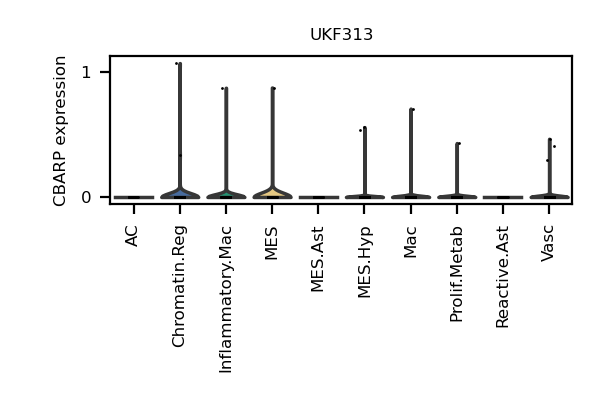 UKF313
CBARP expression
1
0
AC
Chromatin.Reg
Inflammatory.Mac
MES
MES.Ast
MES.Hyp
Mac
Prolif.Metab
Reactive.Ast
Vasc